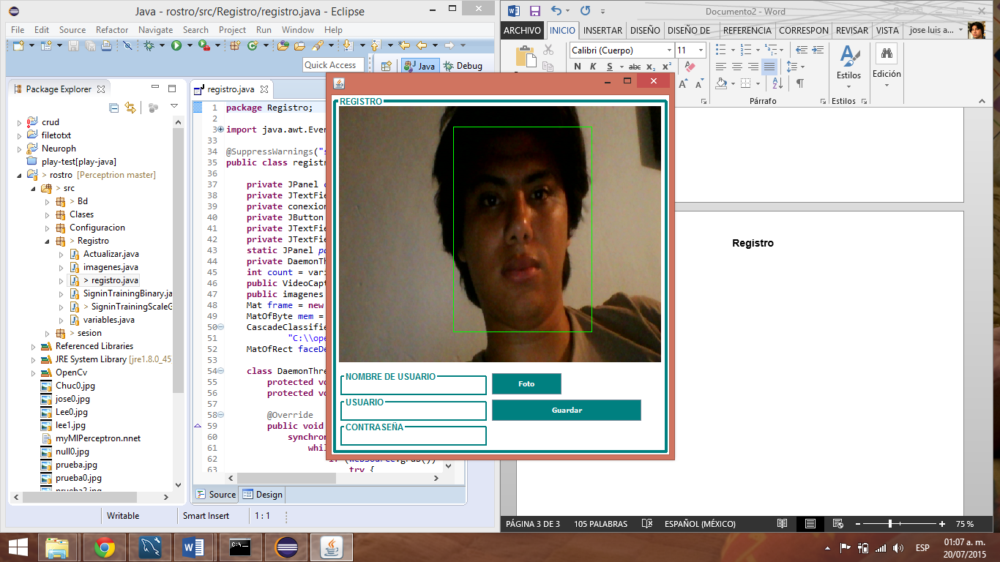 Java - rostro/src/Registro/registro.java - Eclipse
File Edit Source Refactor Navigate Search Project Run Window Help
Quick Access
Java
Debug
Package Explorer
crud
filetotxt
Neuroph
play-test[play-java]
> rostro [Perceptrion master]
> src
> Bd
Clases
Configuracion
> Registro
Actualizar.java
imagenes.java
> registro.java
SigninTrainingBinary.ja
> SigninTrainingScaleG
variables.java
> sesion
Referenced Libraries
JRE System Library [jre1.8.0_45
OpenCv
Chuc0.jpg
jose0.jpg
Lee0.jpg
lee1.jpg
myMlPerceptron.nnet
null0.jpg
prueba.jpg
prueba0.jpg
prueba2.jpg
registro.java
1 package Registro;
2
3 import java.awt.Even
33
34 @SuppressWarnings("s
35 public class registr
36
37 private JPanel c
38 private JTextFie
39 private conexion
40 private JButton
41 private JTextFie
42 private JTextFie
43 static JPanel pa
44 private DaemonTh
45 int count = vari
46 public VideoCapt
47 public imagenes
48 Mat frame = new
49 MatOfByte mem =
50 CascadeClassifie
51 "C:\\ope
52 MatOfRect faceDe
53
54 class DaemonThre
55 protected vo
56 protected vo
57
58 @Override
59 public void
60 synchron
61 whil
62 if (webSource.grab())
63 try {
Source
Design
Writable
Smart Insert
1 : 1
REGISTRO
NOMBRE DE USUARIO
Foto
USUARIO
Guardar
CONTRASEÑA
Documento2 - Word
ARCHIVO INICIO INSERTAR DISEÑO DISEÑO DE REFERENCIA CORRESPON REVISAR VISTA jose luis a...
Calibri (Cuerpo) 11
N K S abc x₂ x²
Estilos
Edición
Párrafo
Estilos
Registro
PÁGINA 3 DE 3 105 PALABRAS ESPAÑOL (MÉXICO) 75 %
ESP
01:07 a. m.
20/07/2015